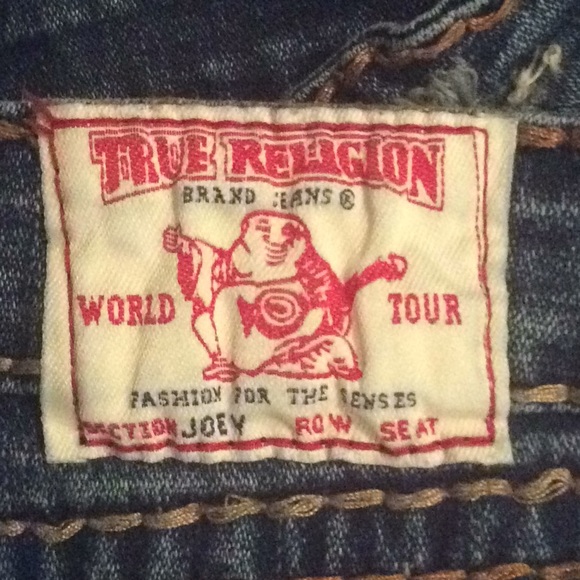 TRUE RELIGION
BRAND JEANS®
WORLD TOUR
FASHION FOR THE SENSES
SECTION JOEY ROW SEAT